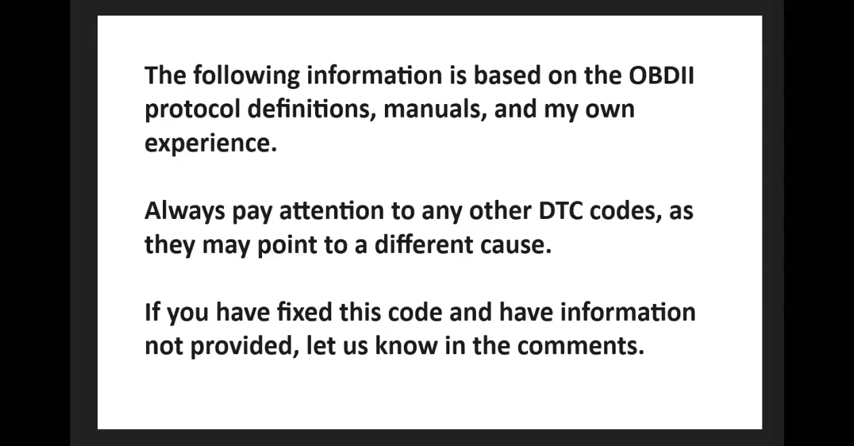 The following information is based on the OBDII
protocol definitions, manuals, and my own
experience.
Always pay attention to any other DTC codes, as
they may point to a different cause.
If you have fixed this code and have information
not provided, let us know in the comments.